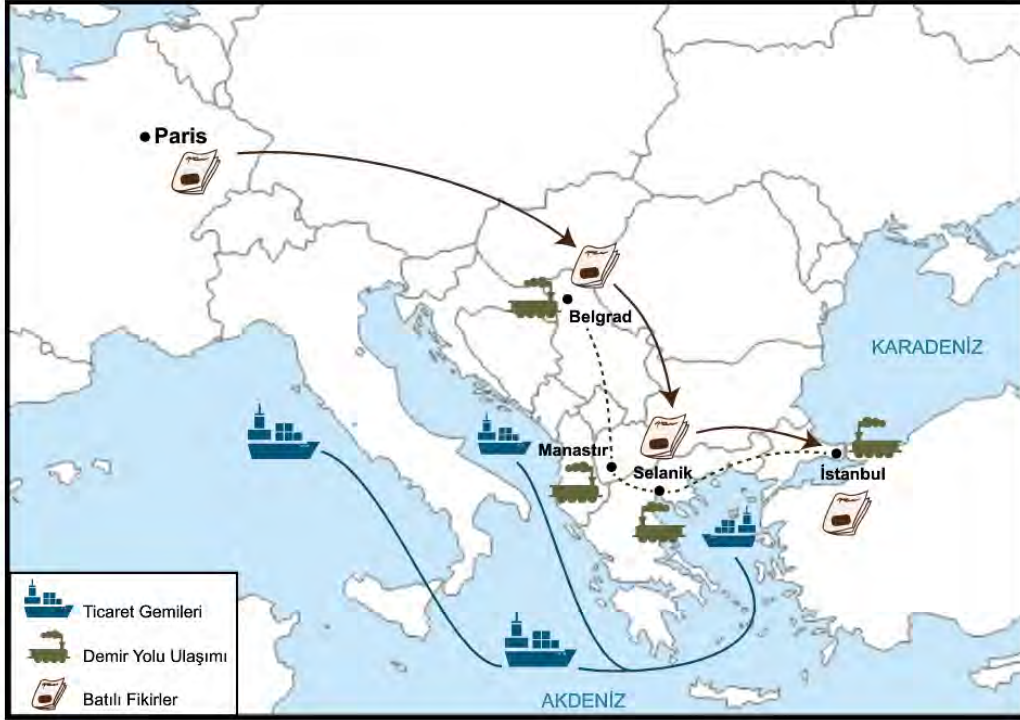 Paris
Belgrad
KARADENİZ
Manastır
Selanik
İstanbul
Ticaret Gemileri
Demir Yolu Ulaşımı
Batılı Fikirler
AKDENİZ